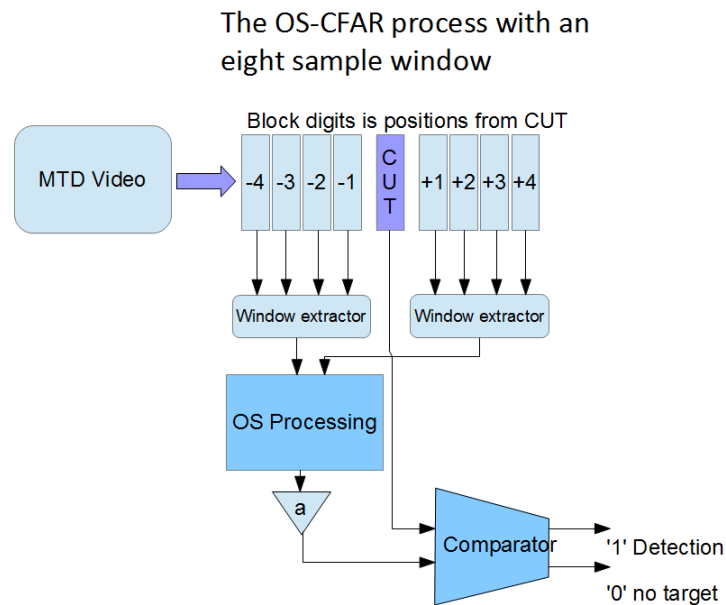 The OS-CFAR process with an
eight sample window
Block digits is positions from CUT
MTD Video
-4 -3 -2 -1 CUT +1 +2 +3 +4
Window extractor Window extractor
OS Processing
a
Comparator
'1' Detection
'0' no target